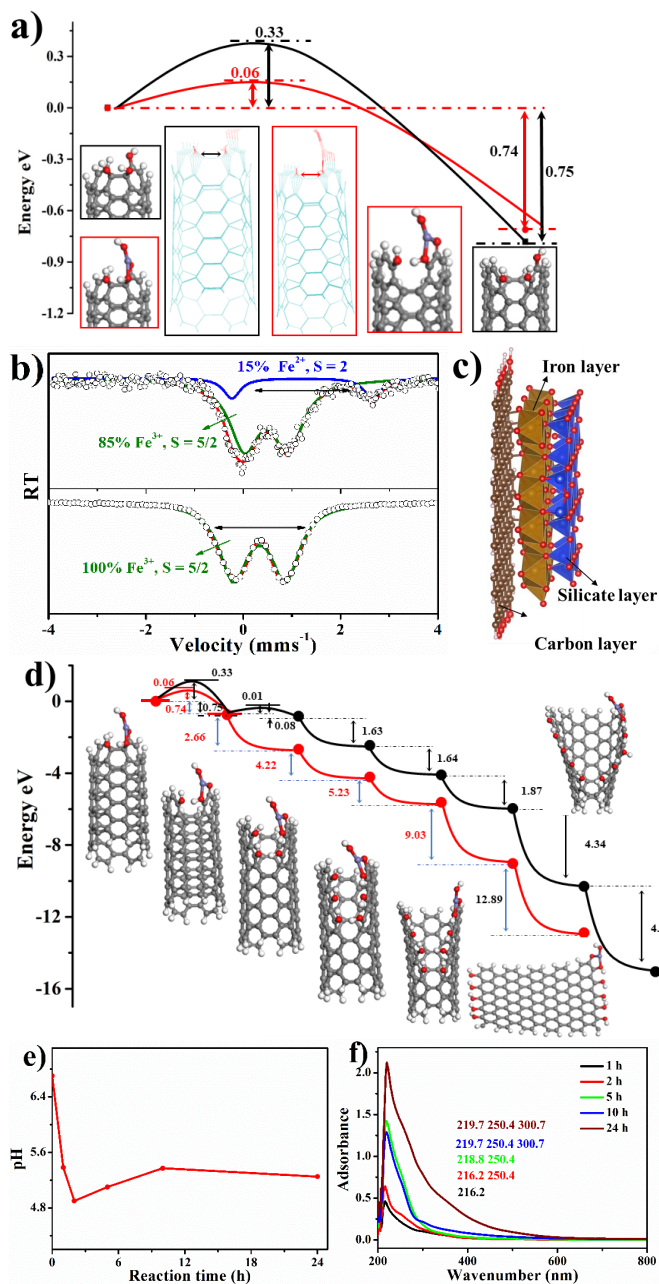 a)
0.33
0.06
0.74
0.75
0.3
0.0
-0.3
-0.6
-0.9
-1.2
Energy eV
b)
15% Fe²⁺, S = 2
85% Fe³⁺, S = 5/2
100% Fe³⁺, S = 5/2
RT
-4 -2 0 2 4
Velocity (mms⁻¹)
c)
Iron layer
Silicate layer
Carbon layer
d)
0.33
0.06
0.01
0.74
0.75
0.08
2.66
1.63
4.22
1.64
5.23
1.87
9.03
4.34
12.89
4.
0
-4
-8
-12
-16
Energy eV
e)
6.4
5.6
4.8
pH
0 6 12 18 24
Reaction time (h)
f)
1 h
2 h
5 h
10 h
24 h
219.7 250.4 300.7
219.7 250.4 300.7
218.8 250.4
216.2 250.4
216.2
2.0
1.5
1.0
0.5
0.0
Adsorbance
200 400 600 800
Wavenumber (nm)